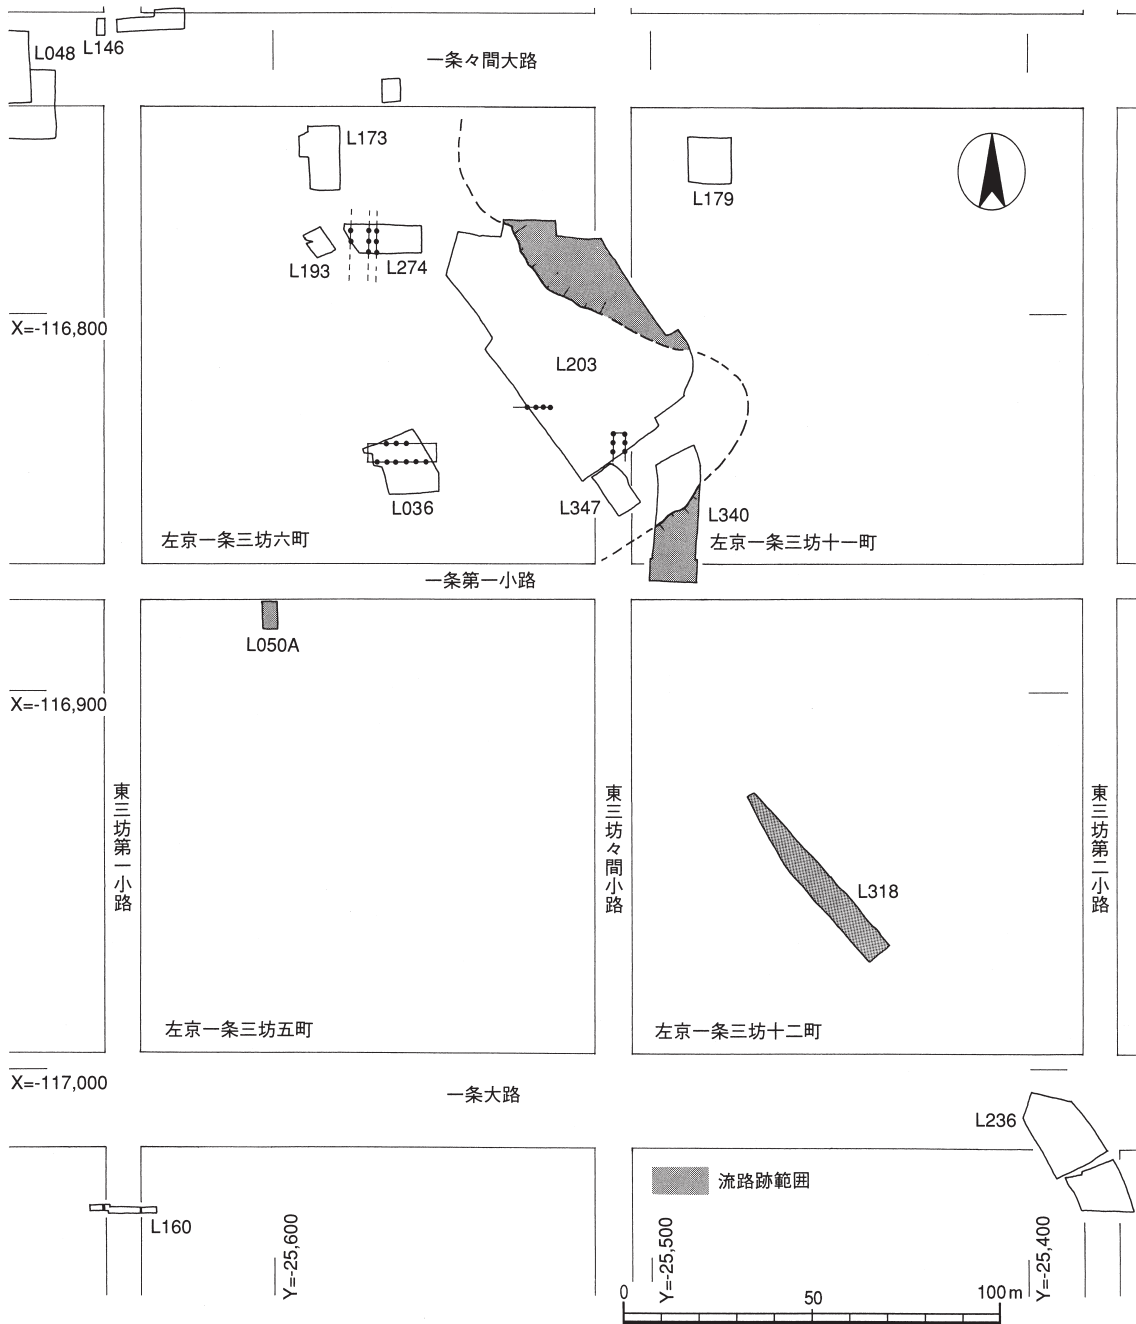 L048
L146
一条々間大路
L173
L179
L193
L274
X=-116,800
L203
L036
L347
L340
左京一条三坊六町
左京一条三坊十一町
一条第一小路
L050A
X=-116,900
東三坊第一小路
東三坊々間小路
東三坊第二小路
L318
左京一条三坊五町
左京一条三坊十二町
X=-117,000
一条大路
L236
流路跡範囲
L160
Y=-25,600
Y=-25,500
Y=-25,400
0
50
100m